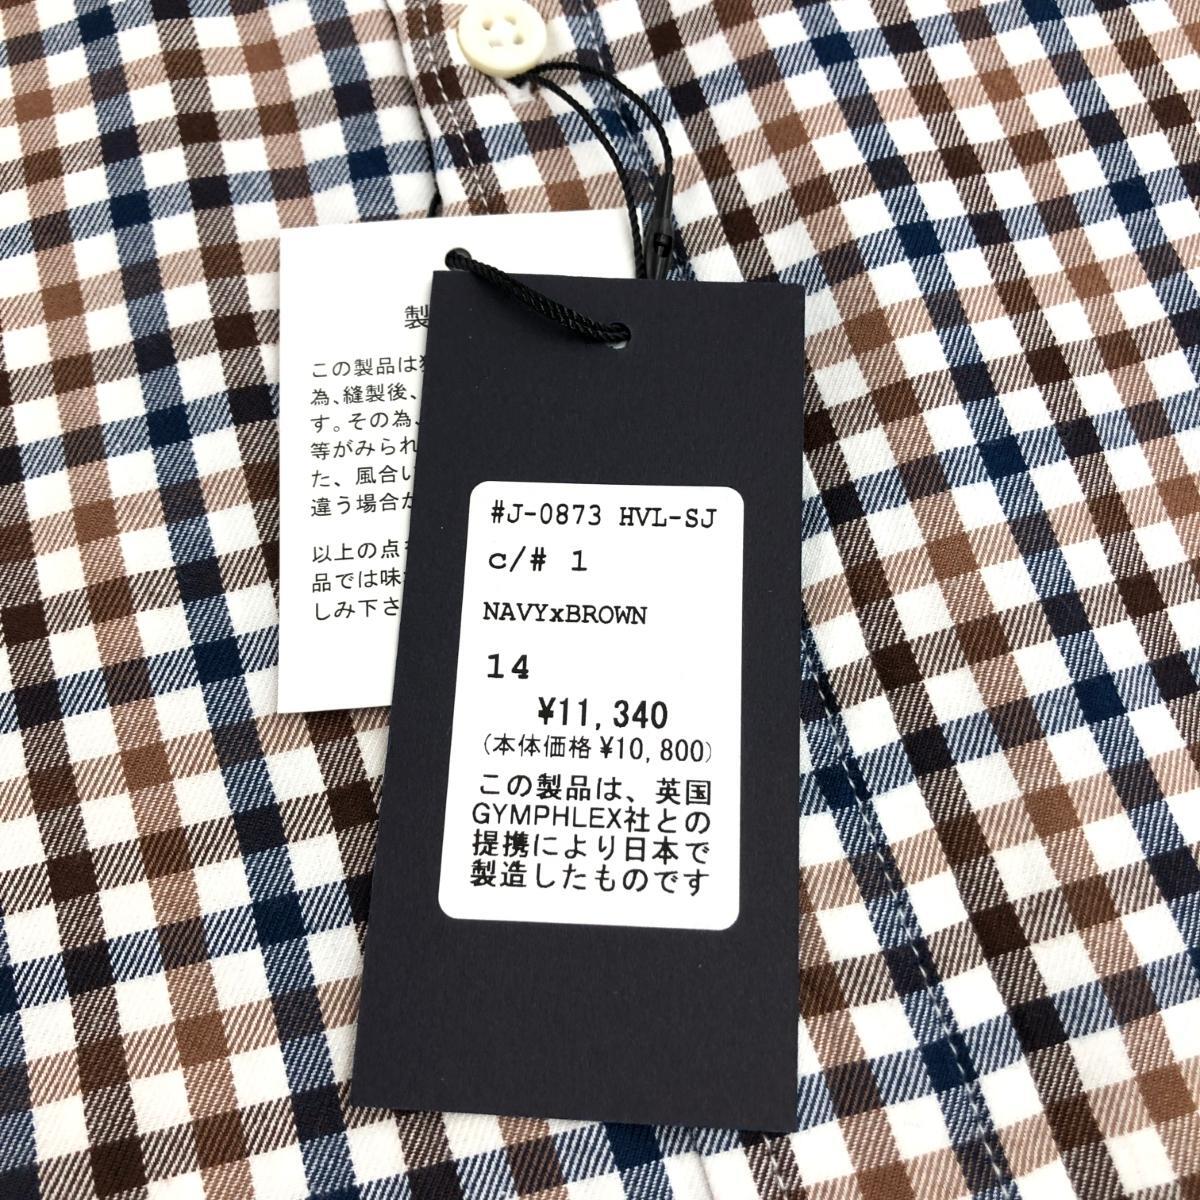 製
この製品は
為、縫製後、
す。その為、
等がみられ
た、風合い
違う場合が
以上の点
品では味
しみ下さ
#J-0873 HVL-SJ
c/# 1
NAVYxBROWN
14
¥11,340
(本体価格 ¥10,800)
この製品は、英国
GYMPHLEX社との
提携により日本で
製造したものです